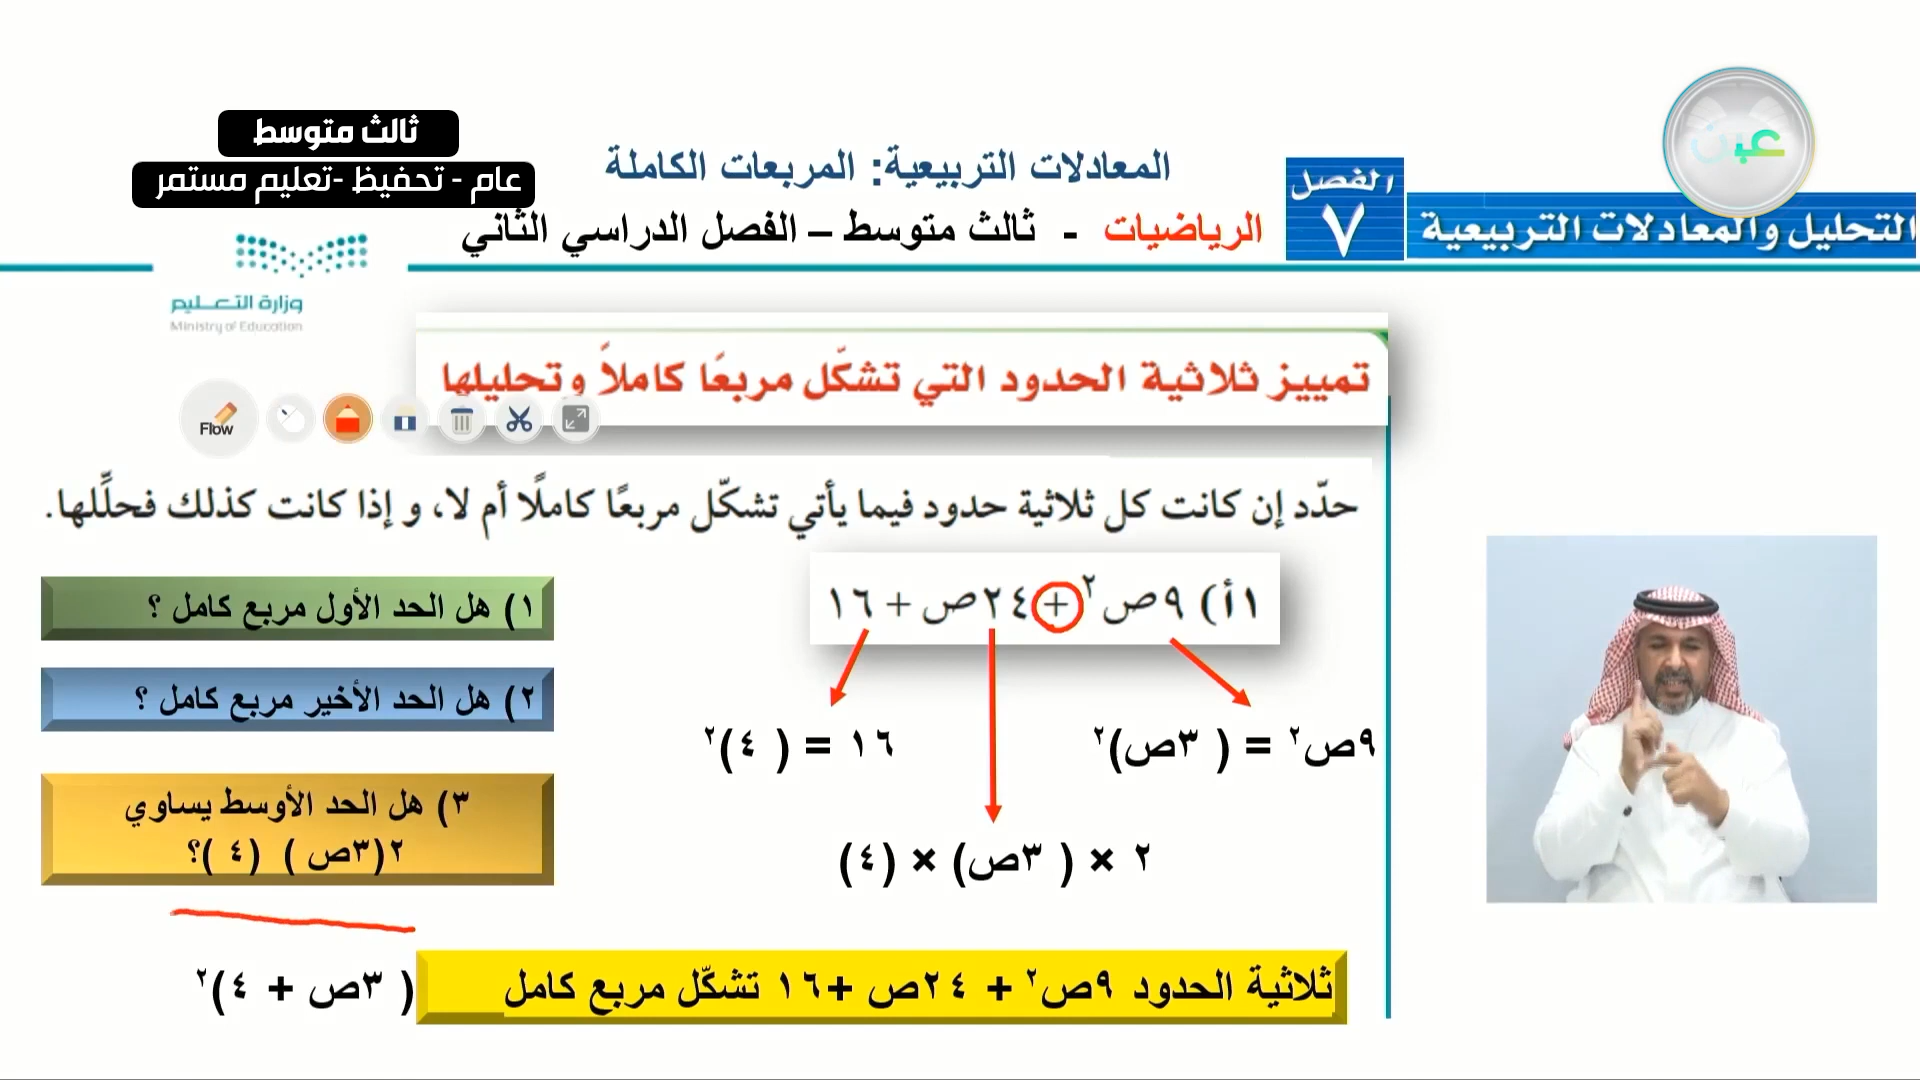 ثالث متوسط
عام - تحفيظ -تعليم مستمر
المعادلات التربيعية: المربعات الكاملة
الرياضيات - ثالث متوسط – الفصل الدراسي الثاني
الفصل
٧
التحليل والمعادلات التربيعية
عين
وزارة التعليم
Ministry of Education
تمييز ثلاثية الحدود التي تشكّل مربعًا كاملاً وتحليلها
Flow
حدّد إن كانت كل ثلاثية حدود فيما يأتي تشكّل مربعًا كاملًا أم لا، و إذا كانت كذلك فحلِّلها.
١أ) ٩ص٢ + ٢٤ص + ١٦
١) هل الحد الأول مربع كامل ؟
٢) هل الحد الأخير مربع كامل ؟
٩ص٢ = ( ٣ص)٢
١٦ = ( ٤)٢
٣) هل الحد الأوسط يساوي
٢(٣ص ) ( ٤ )؟
٢ × ( ٣ص) × (٤)
ثلاثية الحدود ٩ص٢ + ٢٤ص +١٦ تشكّل مربع كامل
( ٣ص + ٤)٢